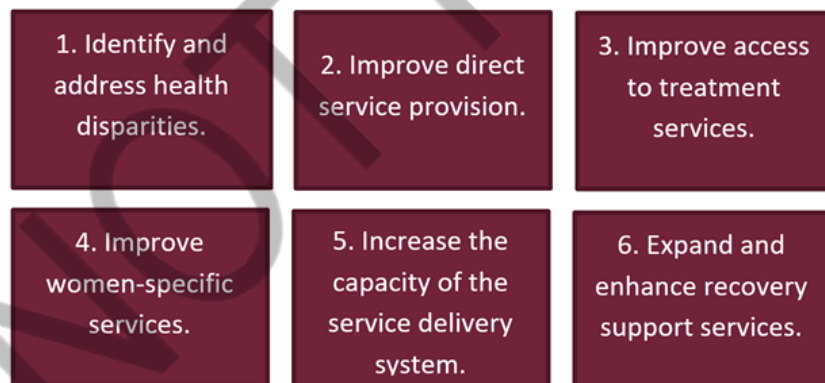 1. Identify and
address health
disparities.
2. Improve direct
service provision.
3. Improve access
to treatment
services.
4. Improve
women-specific
services.
5. Increase the
capacity of the
service delivery
system.
6. Expand and
enhance recovery
support services.
NOT